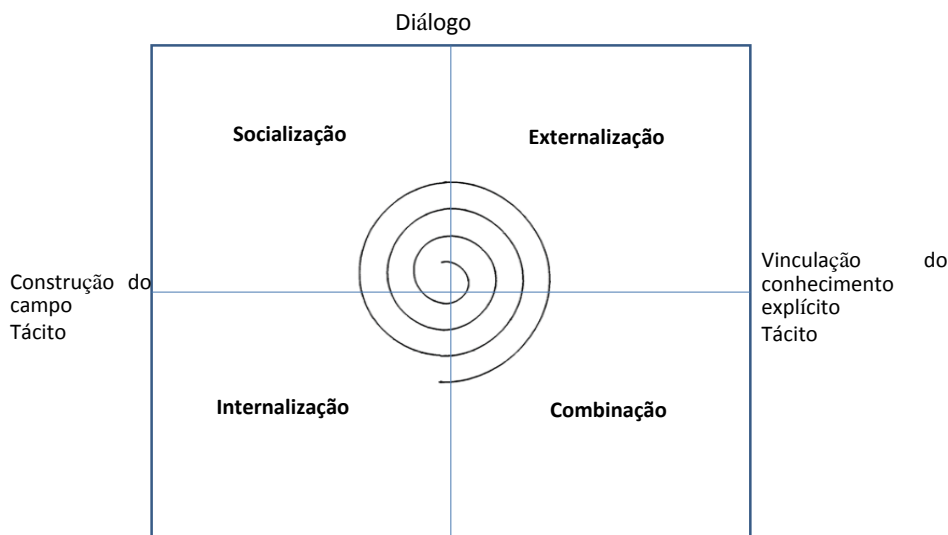 Diálogo
Socialização
Externalização
Construção do
campo
Tácito
Vinculação do
conhecimento
explícito
Tácito
Internalização
Combinação